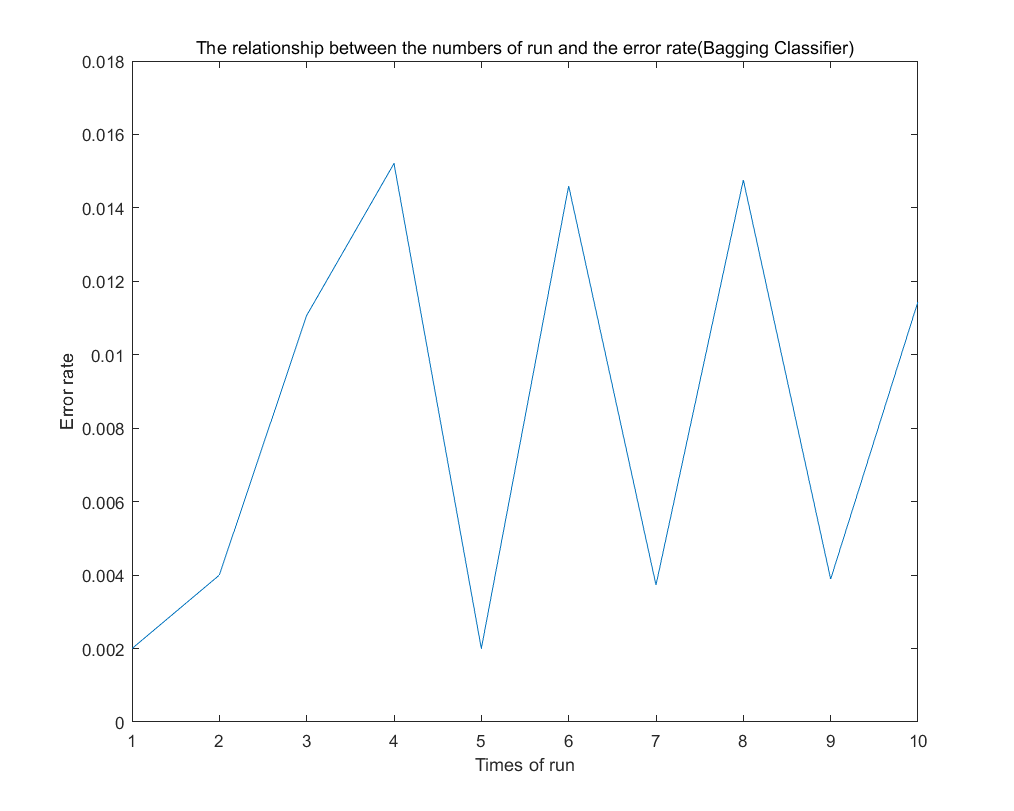 The relationship between the numbers of run and the error rate(Bagging Classifier)
0.018
0.016
0.014
0.012
0.01
0.008
0.006
0.004
0.002
0
Error rate
1 2 3 4 5 6 7 8 9 10
Times of run